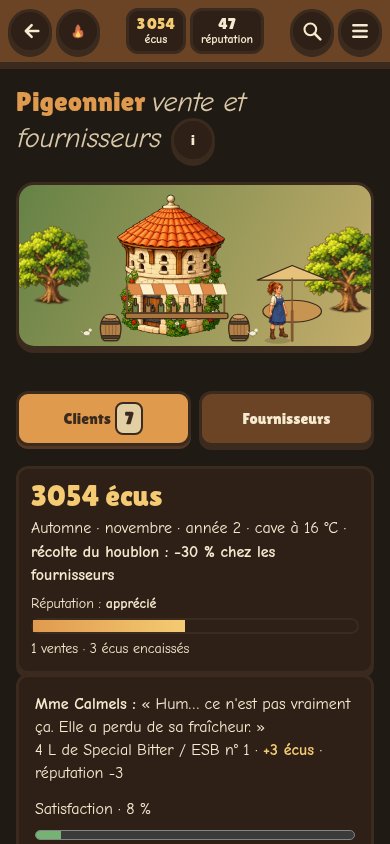 3054
écus
47
réputation
Pigeonnier vente et
fournisseurs i
Clients 7
Fournisseurs
3054 écus
Automne · novembre · année 2 · cave à 16 °C ·
récolte du houblon : -30 % chez les
fournisseurs
Réputation : apprécié
1 ventes · 3 écus encaissés
Mme Calmels : « Hum... ce n'est pas vraiment
ça. Elle a perdu de sa fraîcheur. »
4 L de Special Bitter / ESB n° 1 · +3 écus ·
réputation -3
Satisfaction · 8 %